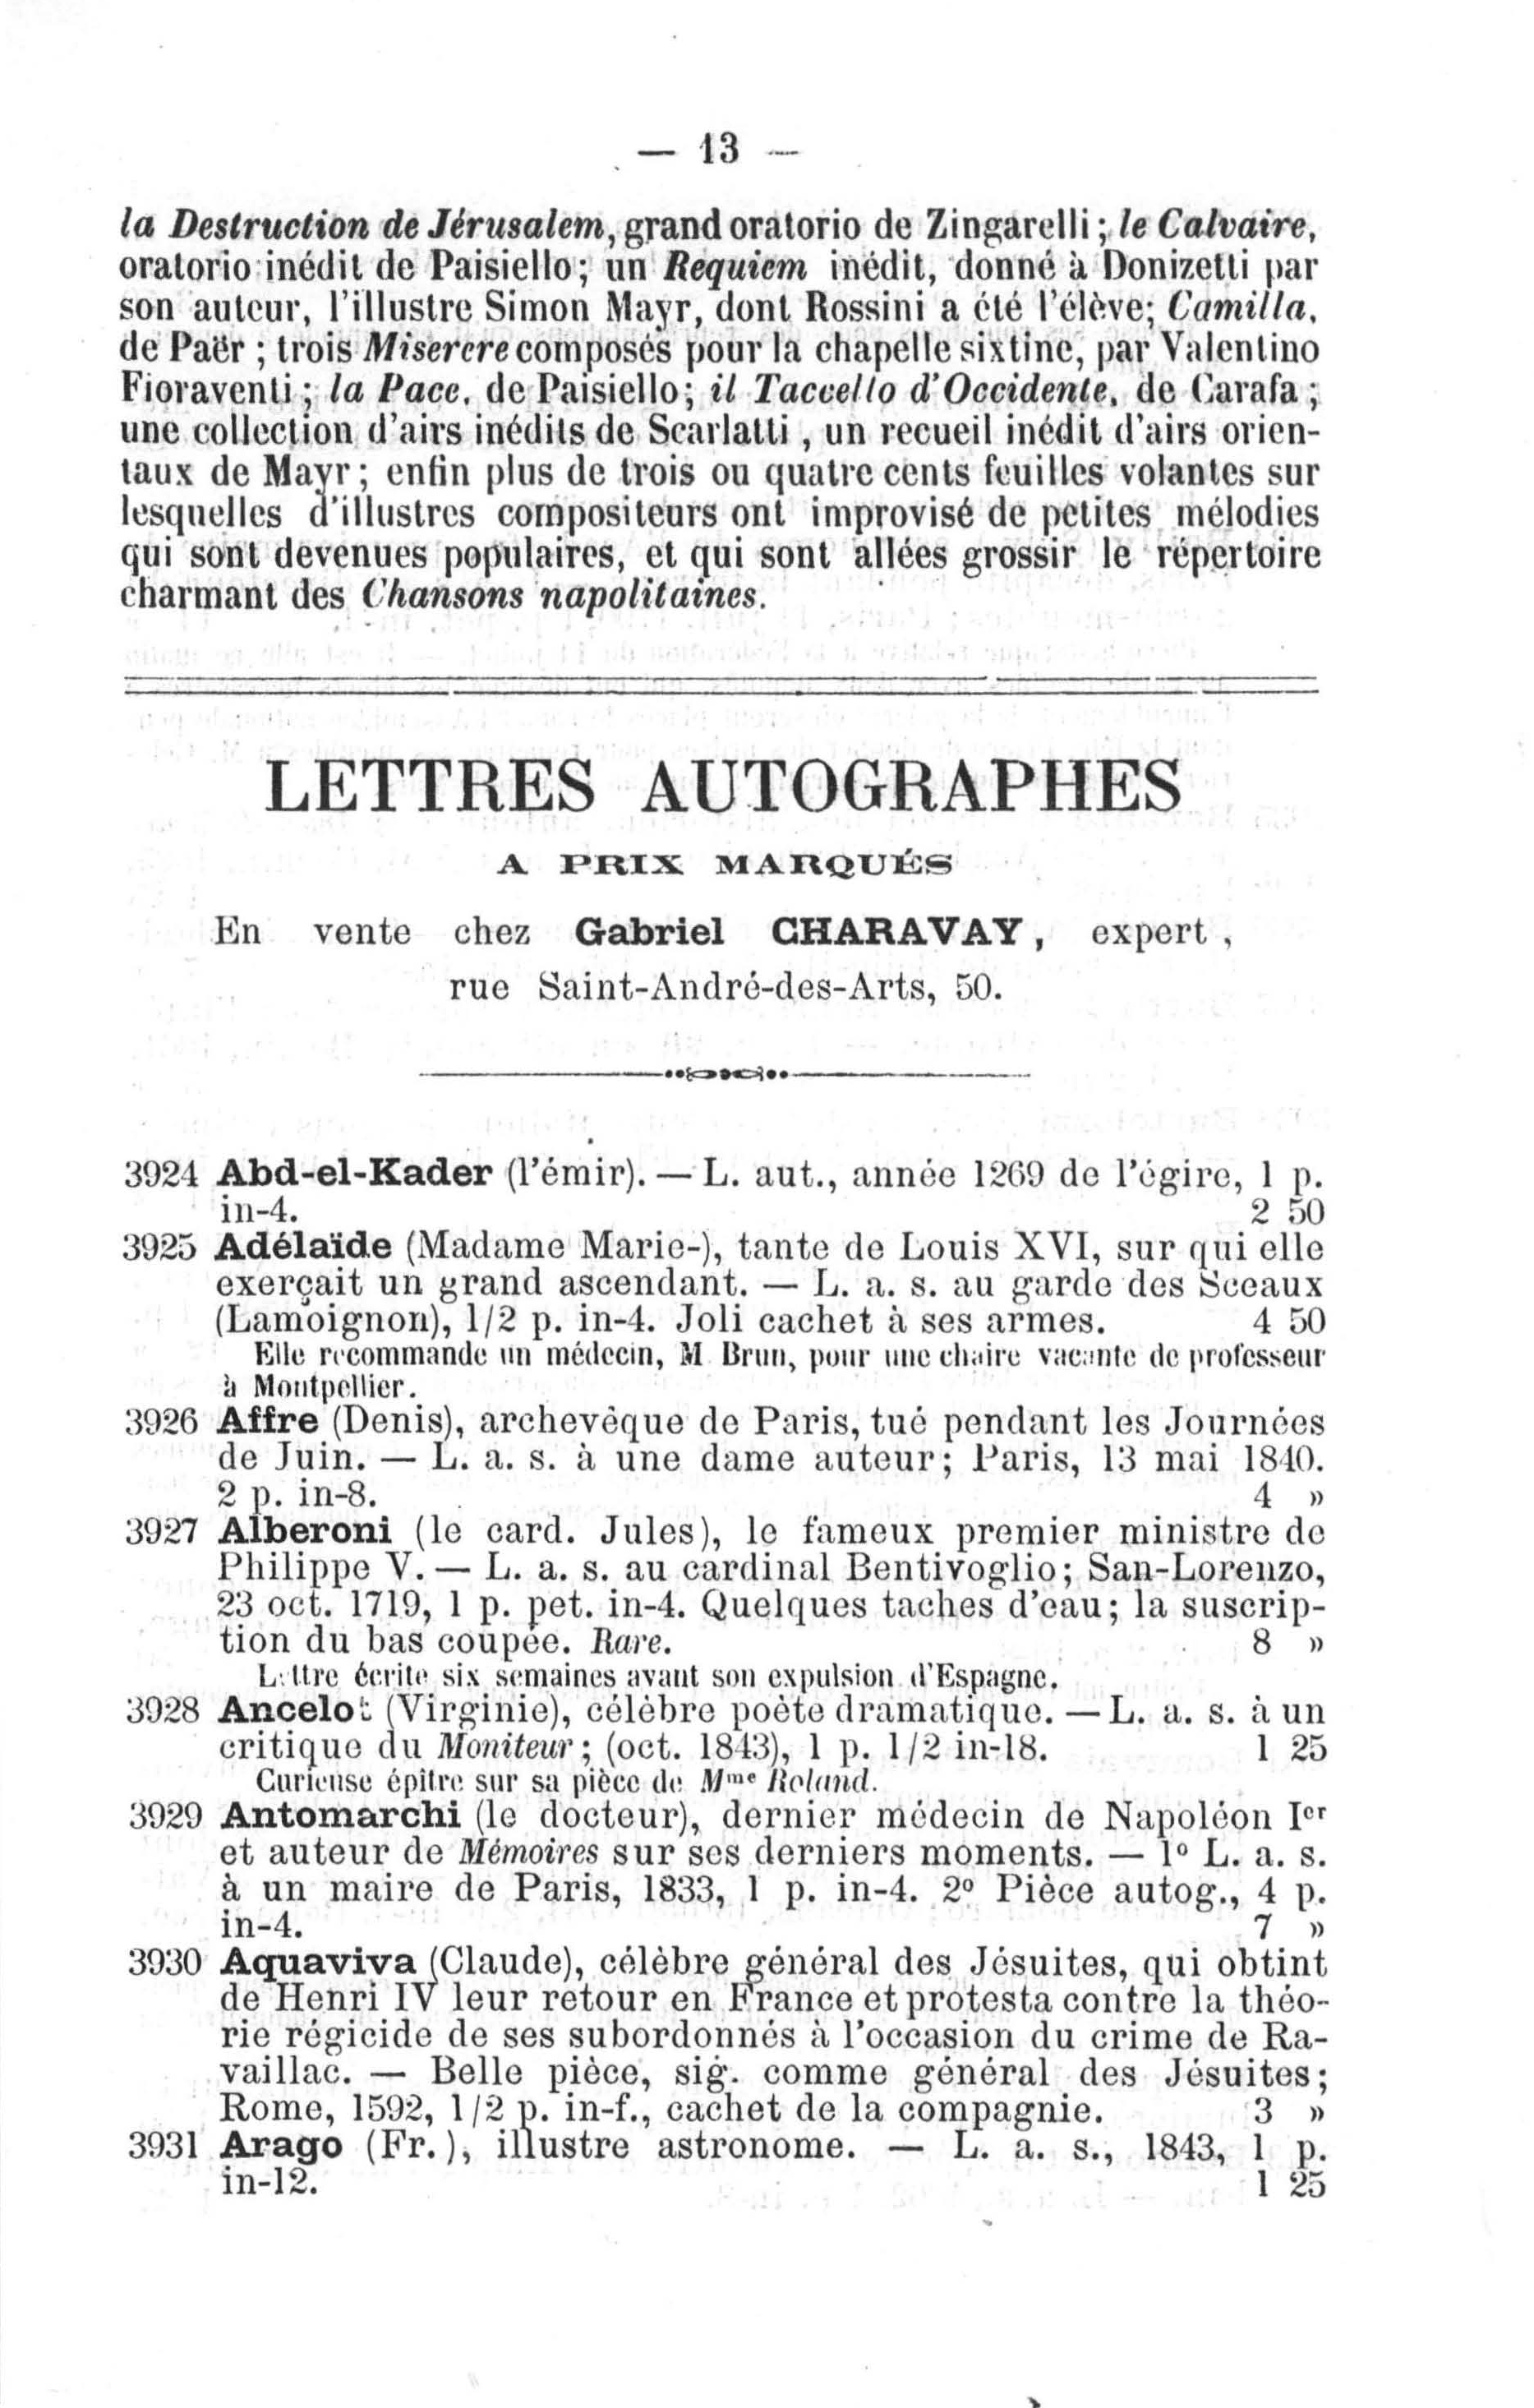 — 13 —
la Destruction de Jérusalem, grand oratorio de Zingarelli ; le Calvaire,
oratorio inédit de Paisiello ; un Requiem inédit, donné à Donizetti par
son auteur, l'illustre Simon Mayr, dont Rossini a été l'élève; Camilla,
de Paër ; trois Miserere composés pour la chapelle sixtine, par Valentino
Fioraventi ; la Pace, de Paisiello ; il Taccello d'Occidente, de Carafa ;
une collection d'airs inédits de Scarlatti , un recueil inédit d'airs orien-
taux de Mayr ; enfin plus de trois ou quatre cents feuilles volantes sur
lesquelles d'illustres compositeurs ont improvisé de petites mélodies
qui sont devenues populaires, et qui sont allées grossir le répertoire
charmant des Chansons napolitaines.
LETTRES AUTOGRAPHES
A PRIX MARQUÉS
En vente chez Gabriel CHARAVAY, expert,
rue Saint-André-des-Arts, 50.
3924 Abd-el-Kader (l'émir). — L. aut., année 1269 de l'égire, 1 p.
in-4. 2 50
3925 Adélaïde (Madame Marie-), tante de Louis XVI, sur qui elle
exerçait un grand ascendant. — L. a. s. au garde des Sceaux
(Lamoignon), 1/2 p. in-4. Joli cachet à ses armes. 4 50
Elle recommande un médecin, M Brun, pour une chaire vacante de professeur
à Montpellier.
3926 Affre (Denis), archevêque de Paris, tué pendant les Journées
de Juin. — L. a. s. à une dame auteur; Paris, 13 mai 1840.
2 p. in-8. 4 »
3927 Alberoni (le card. Jules), le fameux premier ministre de
Philippe V. — L. a. s. au cardinal Bentivoglio; San-Lorenzo,
23 oct. 1719, 1 p. pet. in-4. Quelques taches d'eau; la suscrip-
tion du bas coupée. Rare. 8 »
Lettre écrite six semaines avant son expulsion d'Espagne.
3928 Ancelot (Virginie), célèbre poète dramatique. — L. a. s. à un
critique du Moniteur ; (oct. 1843), 1 p. 1/2 in-18. 1 25
Curieuse épître sur sa pièce de Mme Roland.
3929 Antomarchi (le docteur), dernier médecin de Napoléon Ier
et auteur de Mémoires sur ses derniers moments. — 1º L. a. s.
à un maire de Paris, 1833, 1 p. in-4. 2º Pièce autog., 4 p.
in-4. 7 »
3930 Aquaviva (Claude), célèbre général des Jésuites, qui obtint
de Henri IV leur retour en France et protesta contre la théo-
rie régicide de ses subordonnés à l'occasion du crime de Ra-
vaillac. — Belle pièce, sig. comme général des Jésuites;
Rome, 1592, 1/2 p. in-f., cachet de la compagnie. 3 »
3931 Arago (Fr.), illustre astronome. — L. a. s., 1843, 1 p.
in-12. 1 25